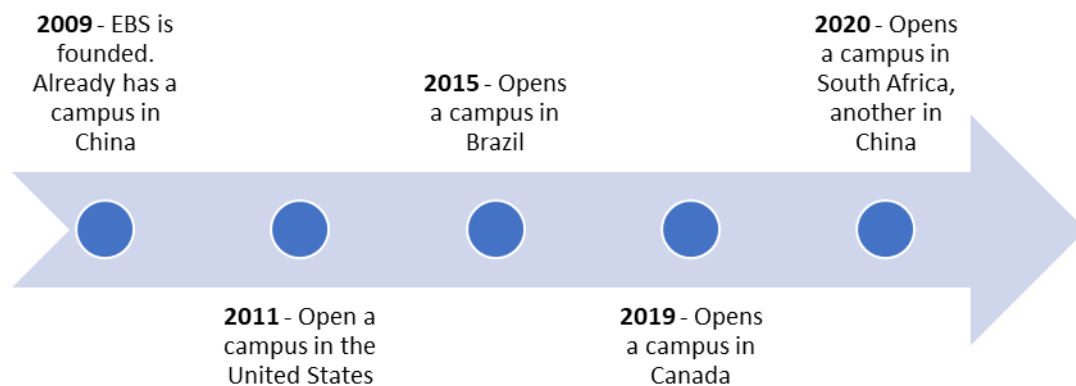 2009 - EBS is
founded.
Already has a
campus in
China
2011 - Open a
campus in the
United States
2015 - Opens
a campus in
Brazil
2019 - Opens
a campus in
Canada
2020 - Opens
a campus in
South Africa,
another in
China